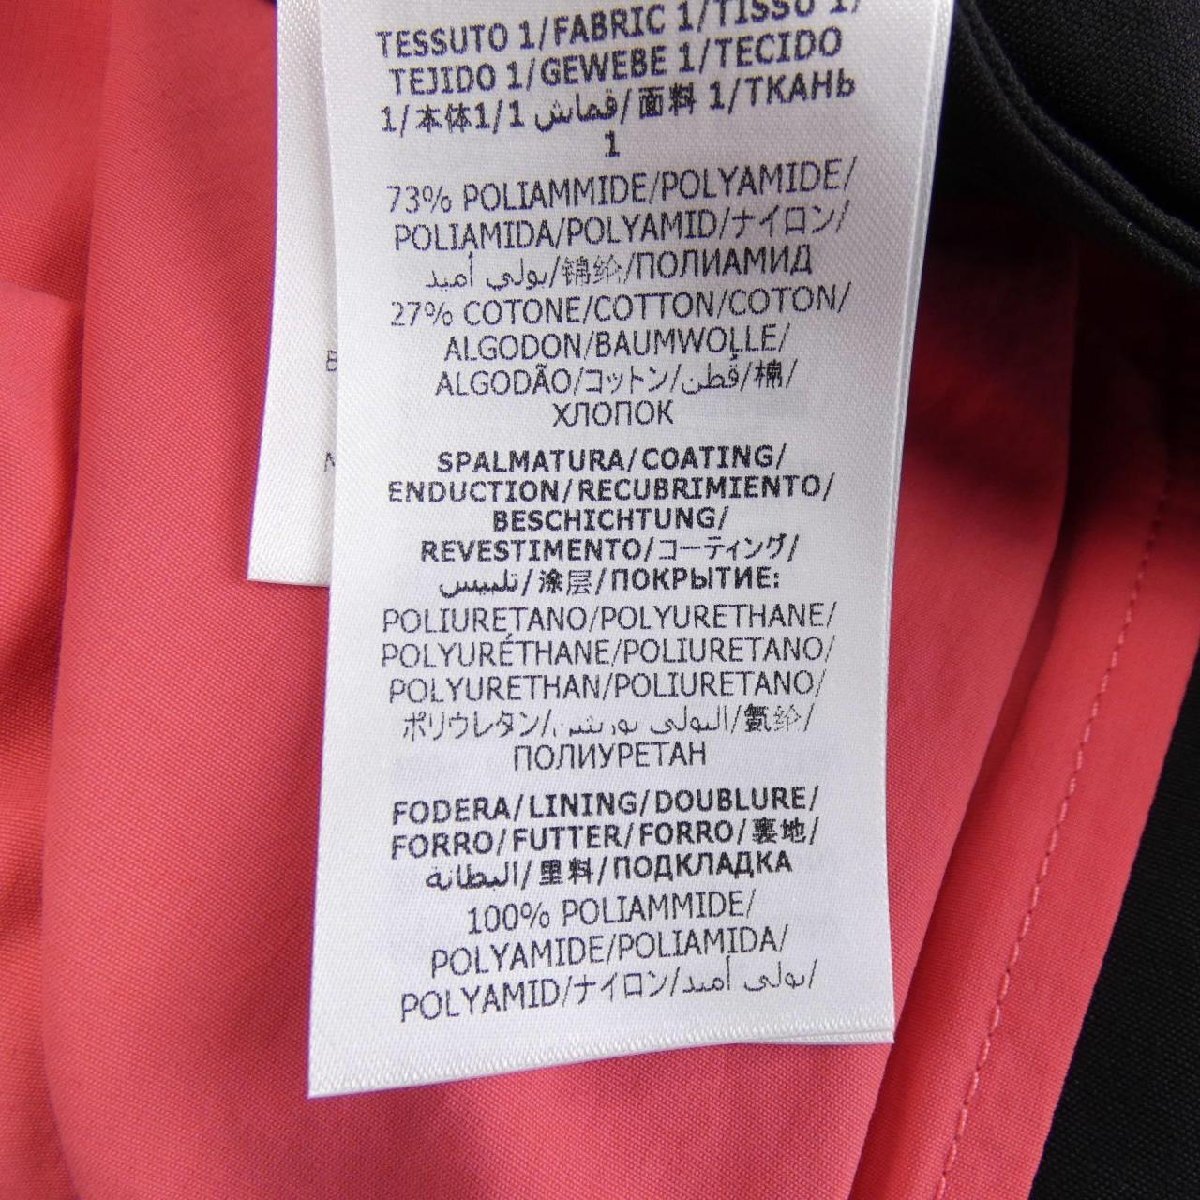 TESSUTO 1/FABRIC 1/TISSU 1/
TEJIDO 1/GEWEBE 1/TECIDO
1/本体1/1 قماش/面料 1/ТКАНЬ
1
73% POLIAMMIDE/POLYAMIDE/
POLIAMIDA/POLYAMID/ナイロン/
بولي أميد/锦纶/ПОЛИАМИД
27% COTONE/COTTON/COTON/
ALGODON/BAUMWOLLE/
ALGODÃO/コットン/قطن/棉/
ХЛОПОК
SPALMATURA/COATING/
ENDUCTION/RECUBRIMIENTO/
BESCHICHTUNG/
REVESTIMENTO/コーティング/
تلبيس/涂层/ПОКРЫТИЕ:
POLIURETANO/POLYURETHANE/
POLYURÉTHANE/POLIURETANO/
POLYURETHAN/POLIURETANO/
ポリウレタン/البولي يوريثين/氨纶/
ПОЛИУРЕТАН
FODERA/LINING/DOUBLURE/
FORRO/FUTTER/FORRO/裏地/
البطانة/里料/ПОДКЛАДКА
100% POLIAMMIDE/
POLYAMIDE/POLIAMIDA/
POLYAMID/ナイロン/بولي أميد/